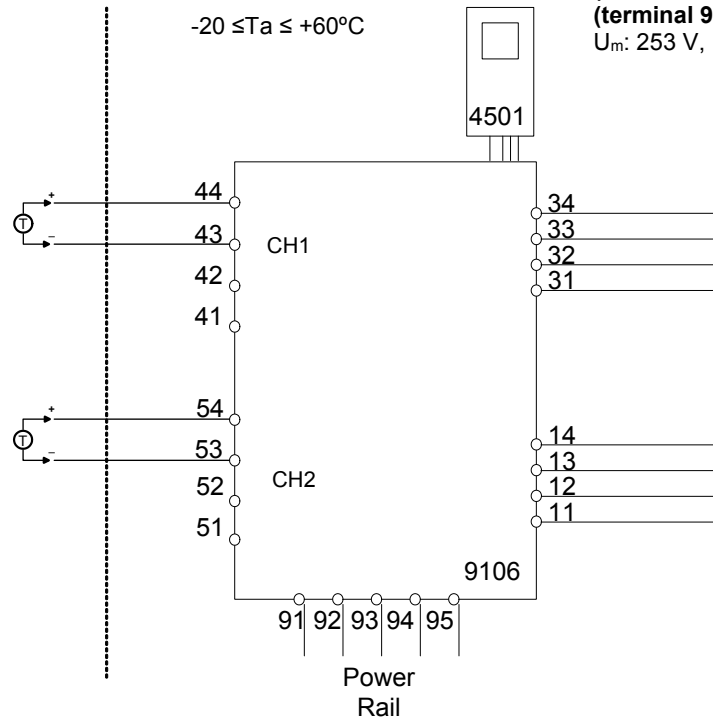 -20 ≤Ta ≤ +60ºC
(terminal 9
Um: 253 V,
4501
44
43
42
41
CH1
T
+
–
34
33
32
31
54
53
52
51
CH2
T
+
–
14
13
12
11
9106
91 92 93 94 95
Power
Rail